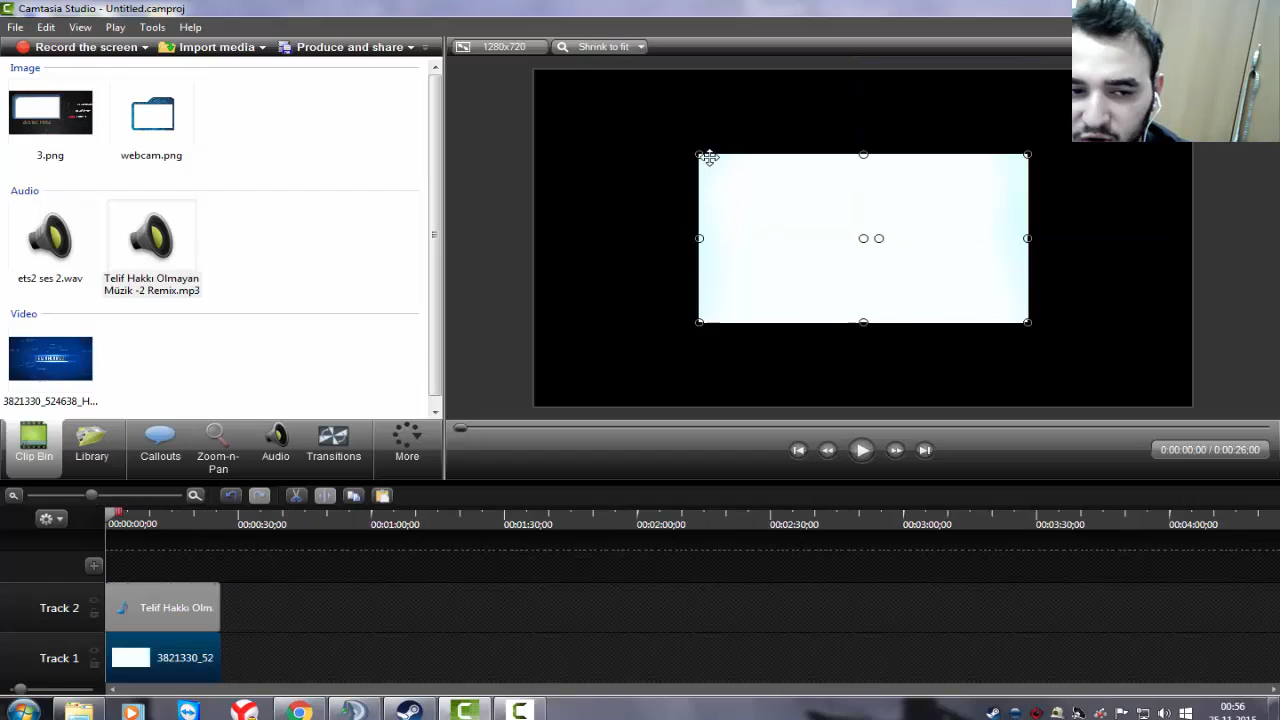 Camtasia Studio - Untitled.camproj
File Edit View Play Tools Help
Record the screen Import media Produce and share
1280x720 Shrink to fit
Image
3.png webcam.png
Audio
ets2 ses 2.wav
Telif Hakkı Olmayan
Müzik -2 Remix.mp3
Video
3821330_524638_H...
Clip Bin Library Callouts Zoom-n-
Pan Audio Transitions More
0:00:00;00 / 0:00:26;00
00:00:00;00 00:00:30;00 00:01:00;00 00:01:30;00 00:02:00;00 00:02:30;00 00:03:00;00 00:03:30;00 00:04:00;00
Track 2 Telif Hakkı Olm.
Track 1 3821330_52
00:56
25.11.2015